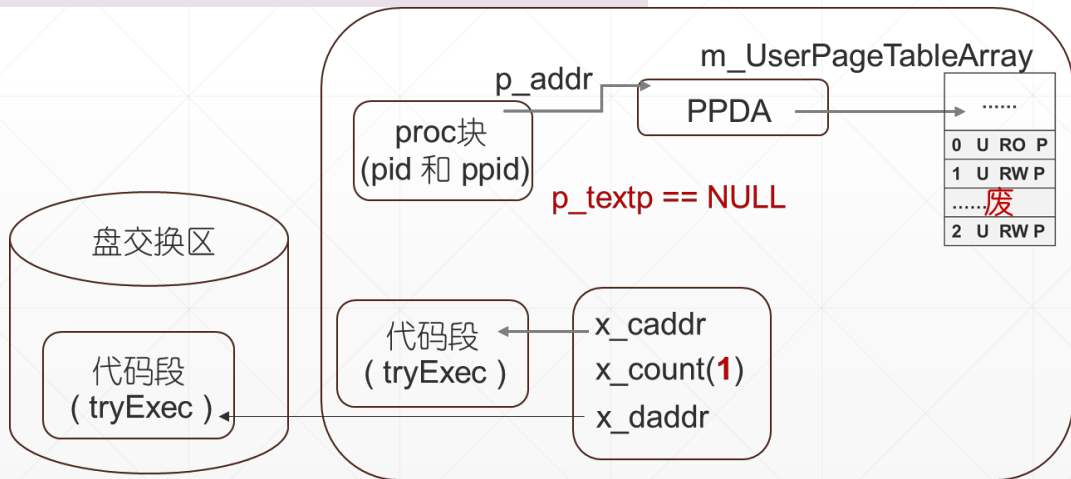 m_UserPageTableArray
p_addr
PPDA
......
proc块
(pid 和 ppid)
0 U RO P
1 U RW P
......废
2 U RW P
p_textp == NULL
盘交换区
代码段
( tryExec )
代码段
( tryExec )
x_caddr
x_count(1)
x_daddr